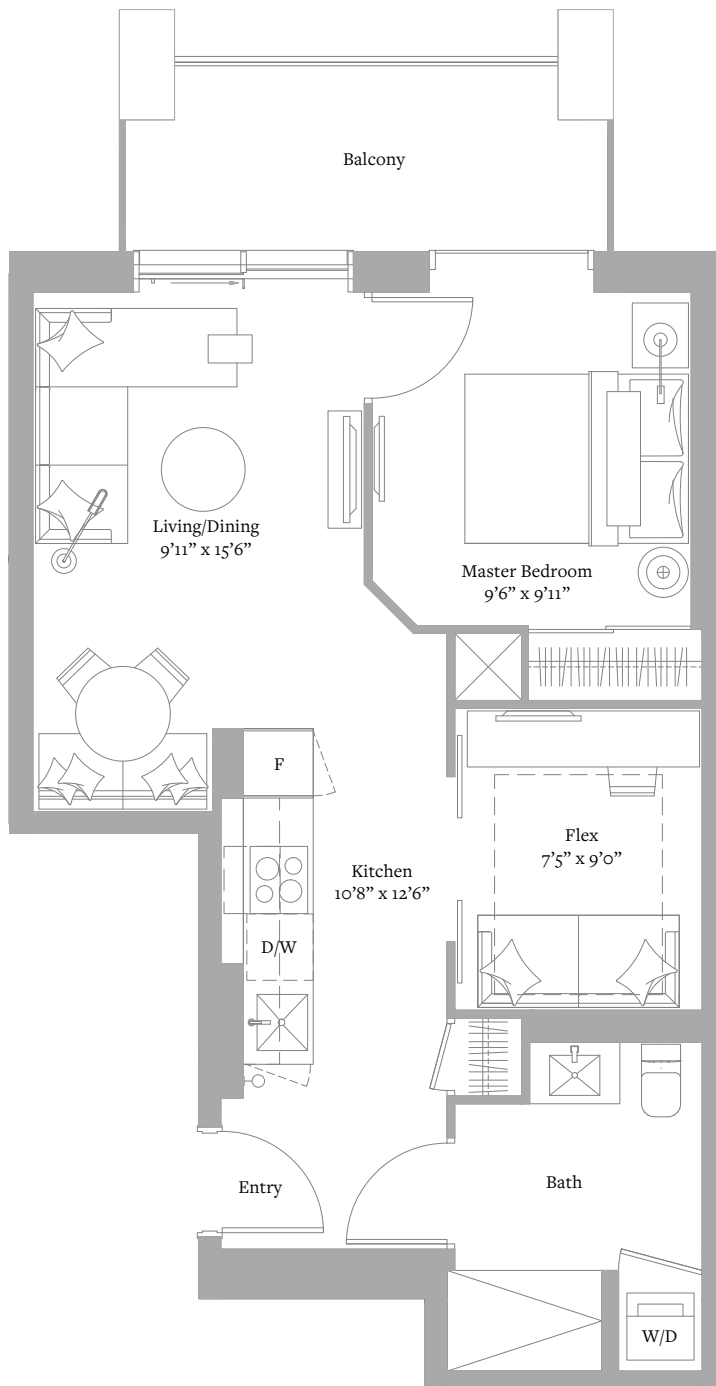 Balcony
Living/Dining
9’11” x 15’6”
Master Bedroom
9’6” x 9’11”
F
Flex
7’5” x 9’0”
Kitchen
10’8” x 12’6”
D/W
Entry
Bath
W/D